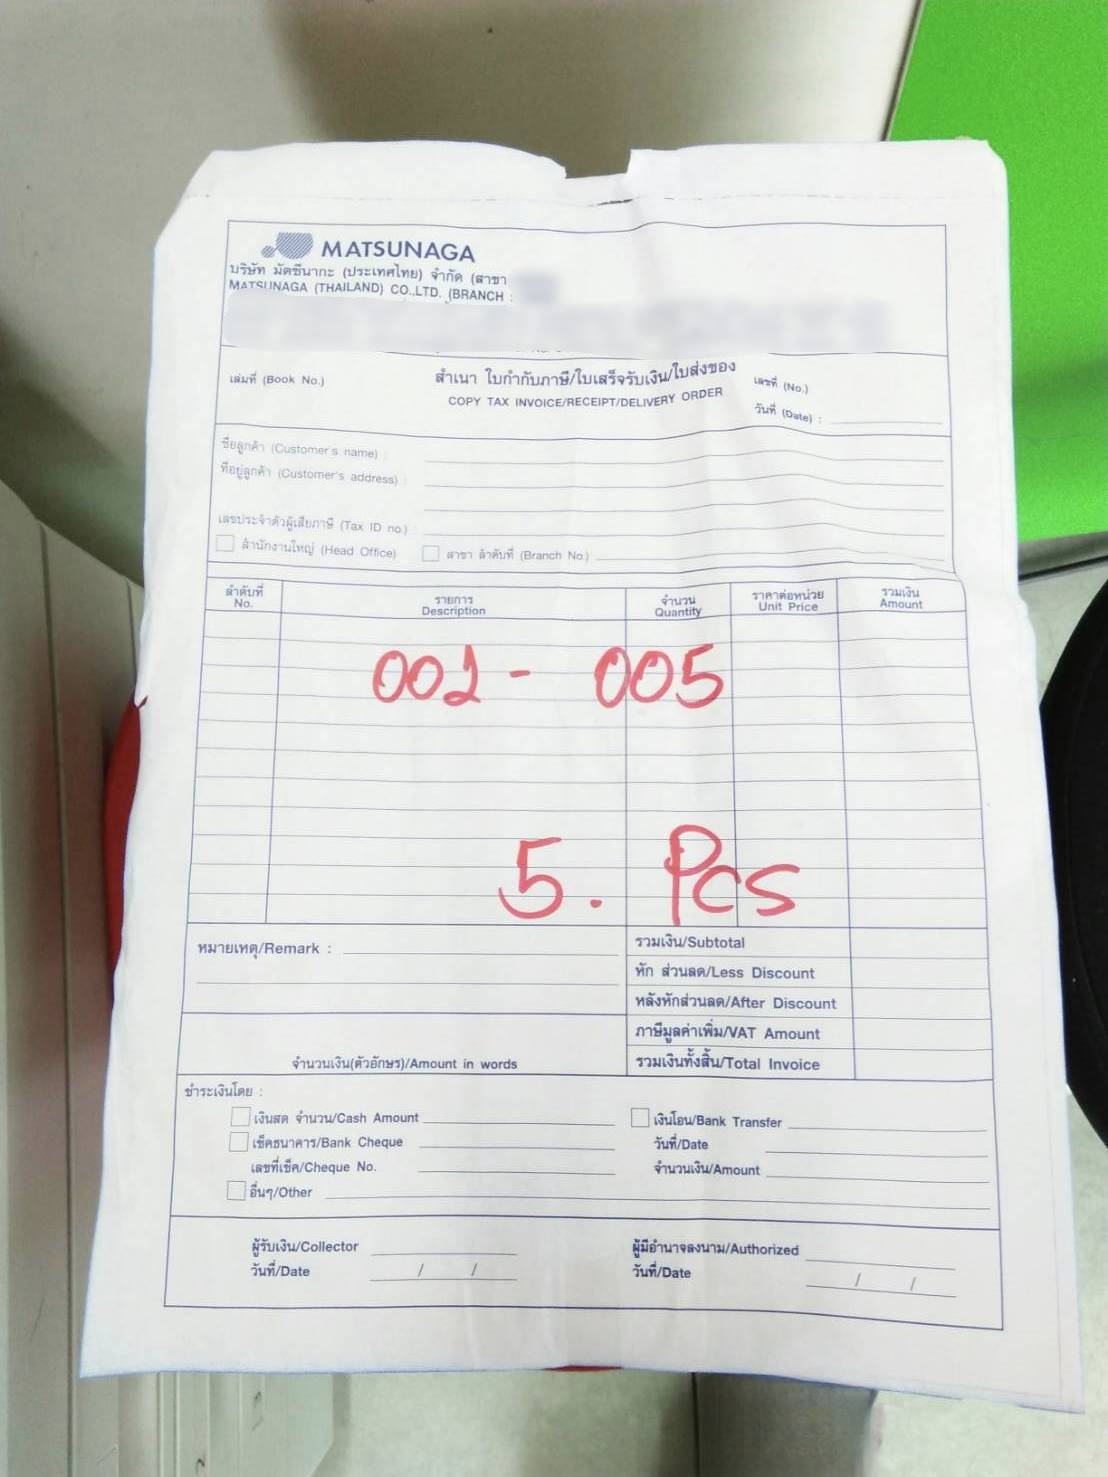 MATSUNAGA
บริษัท มัตซึนากะ (ประเทศไทย) จำกัด (สาขา
MATSUNAGA (THAILAND) CO.,LTD. (BRANCH :
เล่มที่ (Book No.)
สำเนา ใบกำกับภาษี/ใบเสร็จรับเงิน/ใบส่งของ
COPY TAX INVOICE/RECEIPT/DELIVERY ORDER
เลขที่ (No.)
วันที่ (Date) :
ชื่อลูกค้า (Customer's name) :
ที่อยู่ลูกค้า (Customer's address) :
เลขประจำตัวผู้เสียภาษี (Tax ID no.) :
สำนักงานใหญ่ (Head Office) สาขา ลำดับที่ (Branch No.)
ลำดับที่ รายการ จำนวน ราคาต่อหน่วย รวมเงิน
No. Description Quantity Unit Price Amount
001 - 005
5. Pcs
หมายเหตุ/Remark :
รวมเงิน/Subtotal
หัก ส่วนลด/Less Discount
หลังหักส่วนลด/After Discount
ภาษีมูลค่าเพิ่ม/VAT Amount
จำนวนเงิน(ตัวอักษร)/Amount in words
รวมเงินทั้งสิ้น/Total Invoice
ชำระเงินโดย :
เงินสด จำนวน/Cash Amount
เงินโอน/Bank Transfer
เช็คธนาคาร/Bank Cheque
วันที่/Date
เลขที่เช็ค/Cheque No.
จำนวนเงิน/Amount
อื่นๆ/Other
ผู้รับเงิน/Collector
ผู้มีอำนาจลงนาม/Authorized
วันที่/Date / /
วันที่/Date / /